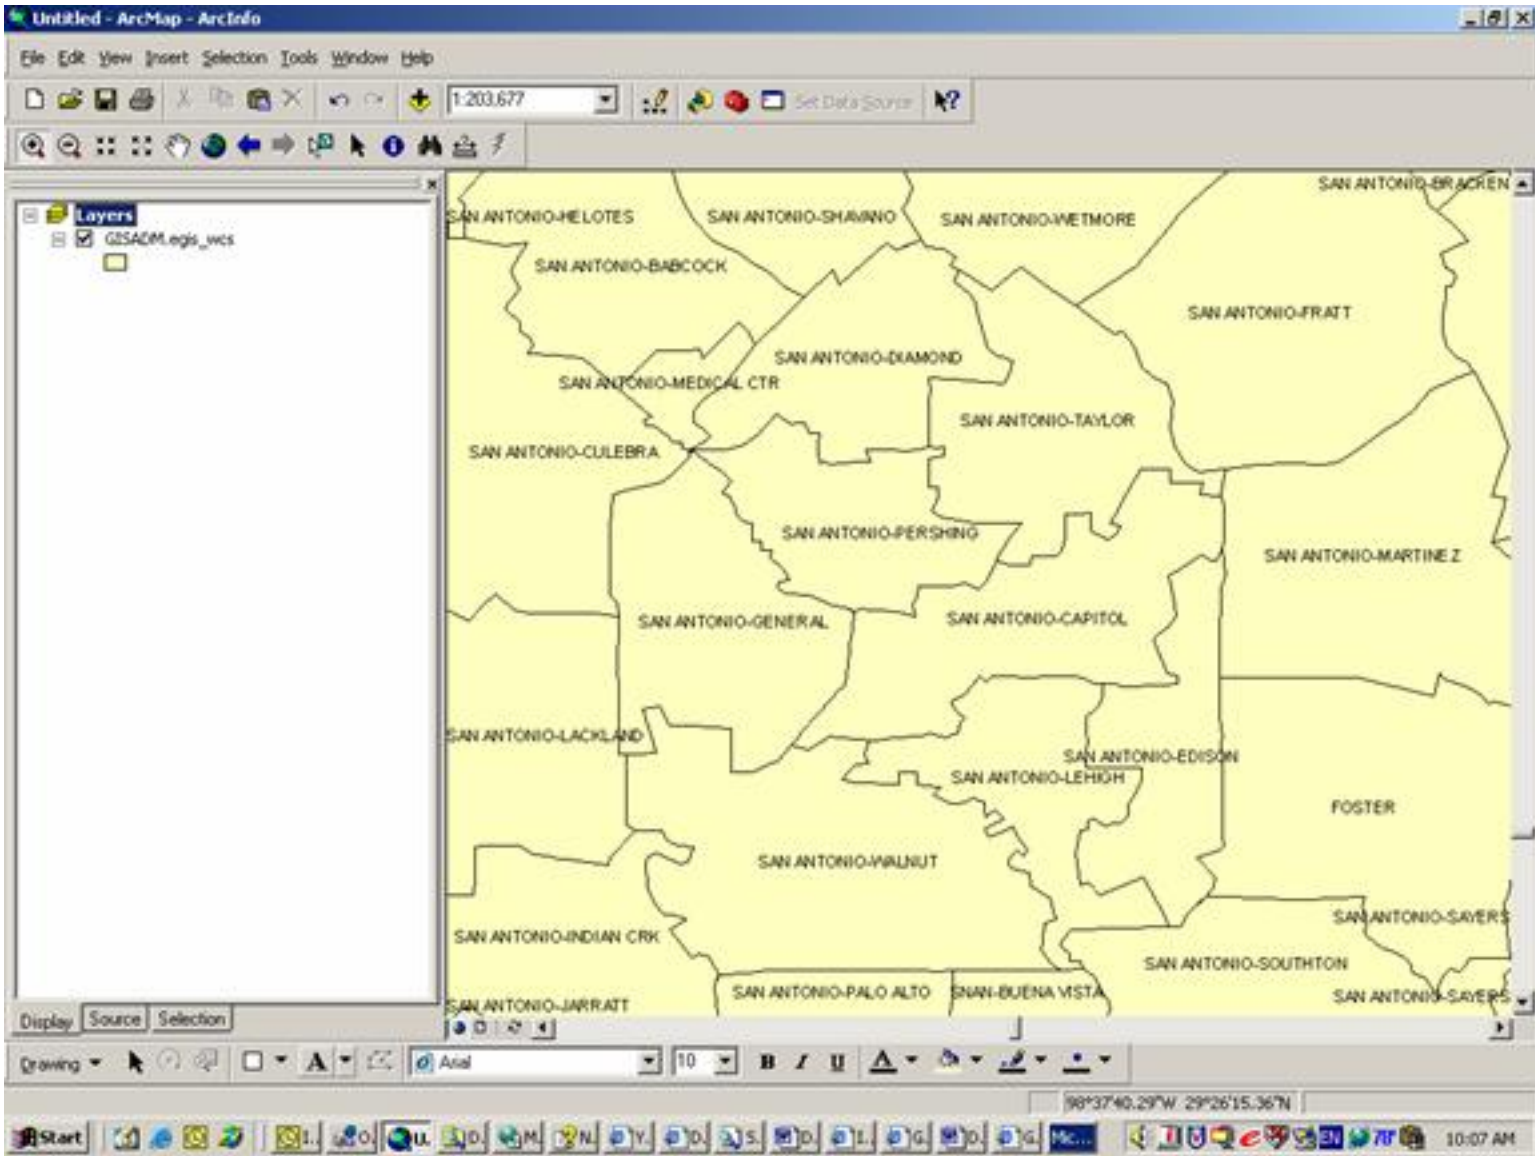 Untitled - ArcMap - ArcInfo
File Edit View Insert Selection Tools Window Help
1:203,677
Set Data Source
Layers
GISADM.egis_wcs
SAN ANTONIO-BRACKEN
SAN ANTONIO-HELOTES
SAN ANTONIO-SHAVANO
SAN ANTONIO-WETMORE
SAN ANTONIO-BABCOCK
SAN ANTONIO-FRATT
SAN ANTONIO-DIAMOND
SAN ANTONIO-MEDICAL CTR
SAN ANTONIO-TAYLOR
SAN ANTONIO-CULEBRA
SAN ANTONIO-PERSHING
SAN ANTONIO-MARTINEZ
SAN ANTONIO-GENERAL
SAN ANTONIO-CAPITOL
SAN ANTONIO-LACKLAND
SAN ANTONIO-EDISON
SAN ANTONIO-LEHIGH
FOSTER
SAN ANTONIO-WALNUT
SAN ANTONIO-SAYERS
SAN ANTONIO-INDIAN CRK
SAN ANTONIO-SOUTHTON
SAN ANTONIO-PALO ALTO
SNAN-BUENA VISTA
SAN ANTONIO-SAYERS
SAN ANTONIO-JARRATT
Display Source Selection
Drawing A Arial 10 B I U A
98°37'40.29"W 29°26'15.36"N
Start I.. O.. U.. D.. M.. N.. Y.. D.. S.. D.. I.. G.. D.. G.. Mc... EN 10:07 AM